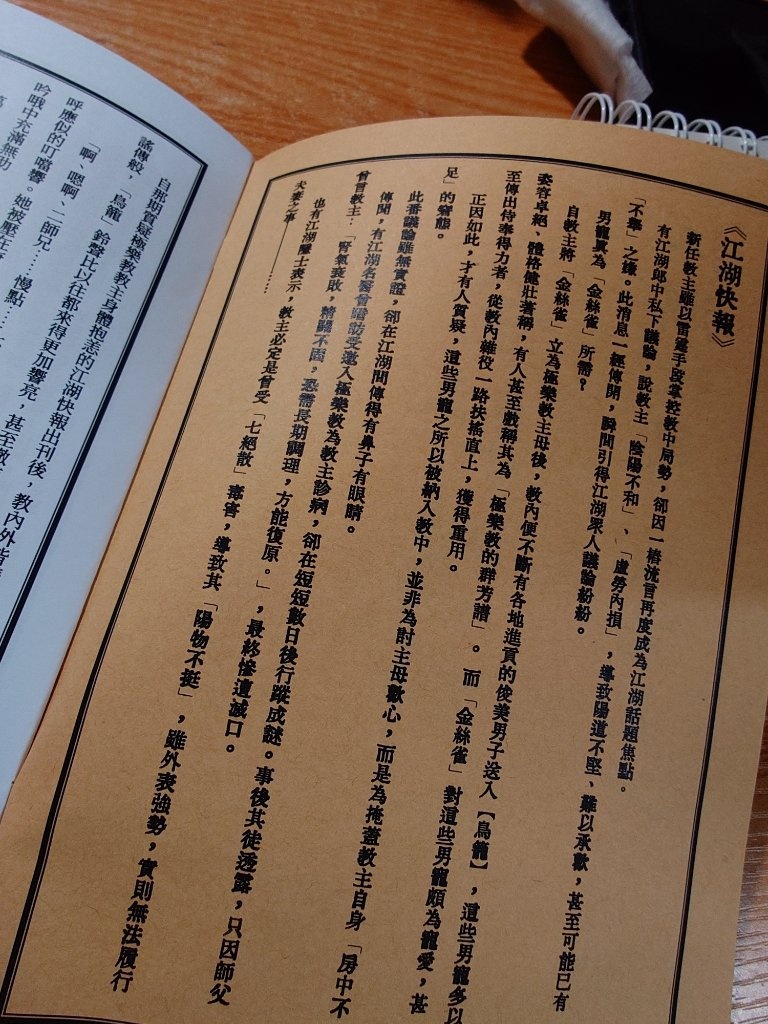 《江湖快報》
新任教主雖以雷霆手段掌控教中局勢，卻因一樁流言再度成為江湖話題焦點。
有江湖郎中私下議論，說教主「陰陽不和」、「虛勞內損」，導致陽道不堅、難以承歡，甚至可能已有
「不舉」之緣。此消息一經傳開，瞬間引得江湖眾人議論紛紛。
男寵真為「金絲雀」所需？
自教主將「金絲雀」立為極樂教主母後，教內便不斷有各地進貢的俊美男子送入【鳥籠】，這些男寵多以
姿容卓絕、體格健壯著稱，有人甚至戲稱其為「極樂教的群芳譜」。而「金絲雀」對這些男寵頗為寵愛，甚
至傳出侍奉得力者，從教內雜役一路扶搖直上，獲得重用。
正因如此，才有人質疑，這些男寵之所以被納入教中，並非為討主母歡心，而是為掩蓋教主自身「房中不
足」的窘態。
此番議論雖無實證，卻在江湖間傳得有鼻子有眼睛。
傳聞，有江湖名醫曾暗訪受邀入極樂教為教主診病，卻在短短數日後行蹤成謎。事後其徒透露，只因師父
曾言教主：「腎氣衰敗，精關不固，恐需長期調理，方能復原。」，最終慘遭滅口。
也有江湖醫士表示，教主必定是曾受「七絕散」毒害，導致其「陽物不挺」，雖外表強勢，實則無法履行
夫妻之事——……
自那期質疑極樂教教主身體抱恙的江湖快報出刊後，教內外皆
謠傳般，「鳥籠」鈴聲比以往都來得更加響亮，甚至
「啊、嗯啊、二師兄……慢點……
呼應似的叮噹響。她被壓在
吟哦中充滿無助